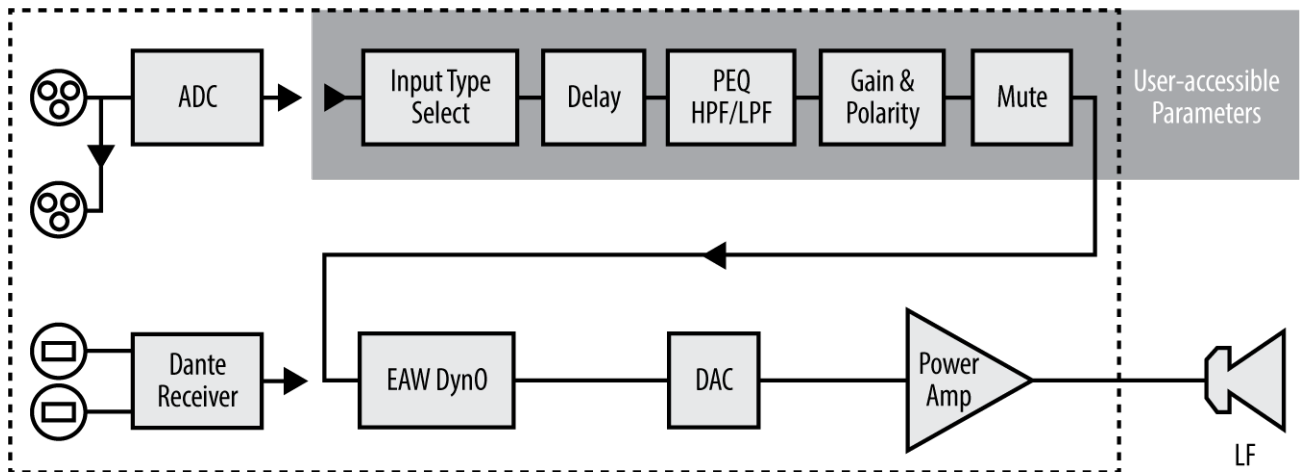 ADC
Input Type
Select
Delay
PEQ
HPF/LPF
Gain &
Polarity
Mute
User-accessible
Parameters
Dante
Receiver
EAW DynO
DAC
Power
Amp
LF